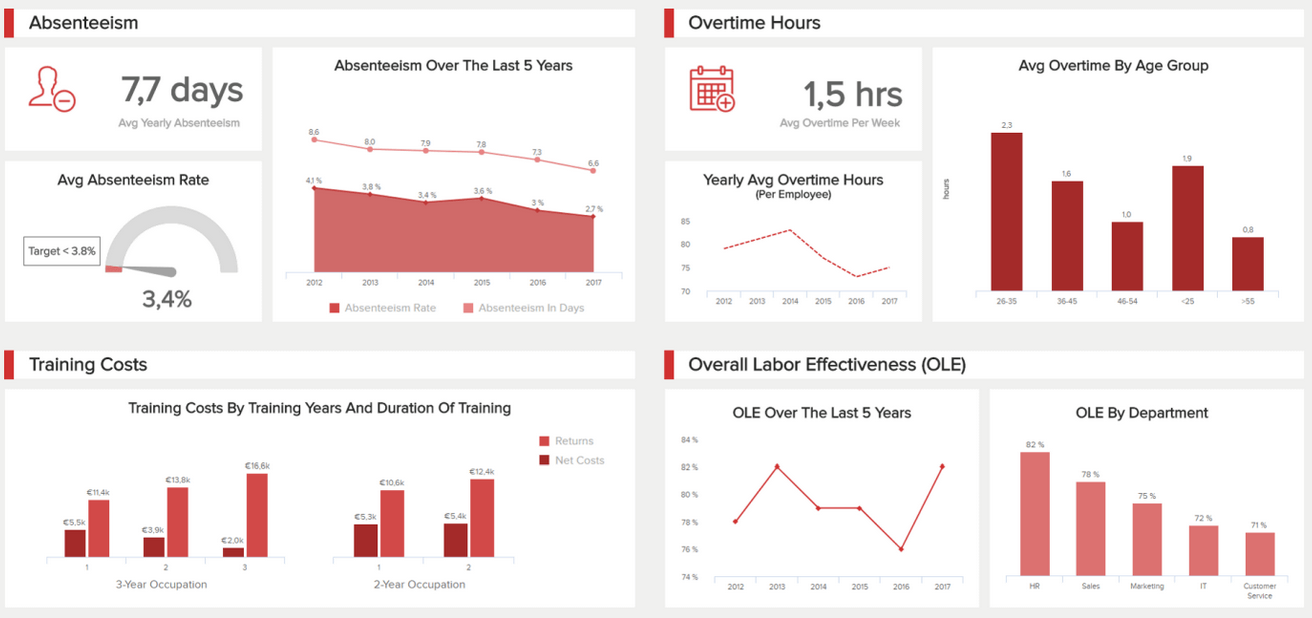 Absenteeism
7,7 days
Avg Yearly Absenteeism
Avg Absenteeism Rate
Target < 3.8%
3,4%
Absenteeism Over The Last 5 Years
8,6
8,0
7,9
7,8
7,3
6,6
4,1 %
3,8 %
3,4 %
3,6 %
3 %
2,7 %
2012 2013 2014 2015 2016 2017
Absenteeism Rate Absenteeism In Days
Overtime Hours
1,5 hrs
Avg Overtime Per Week
Yearly Avg Overtime Hours
(Per Employee)
85
80
75
70
2012 2013 2014 2015 2016 2017
Avg Overtime By Age Group
hours
2,3
1,6
1,0
1,9
0,8
26-35 36-45 46-54 <25 >55
Training Costs
Training Costs By Training Years And Duration Of Training
Returns
Net Costs
€5,5k
€11,4k
€3,9k
€13,8k
€2,0k
€16,6k
1 2 3
3-Year Occupation
€5,3k
€10,6k
€5,4k
€12,4k
1 2
2-Year Occupation
Overall Labor Effectiveness (OLE)
OLE Over The Last 5 Years
84 %
82 %
80 %
78 %
76 %
74 %
2012 2013 2014 2015 2016 2017
OLE By Department
82 %
78 %
75 %
72 %
71 %
HR Sales Marketing IT Customer
Service